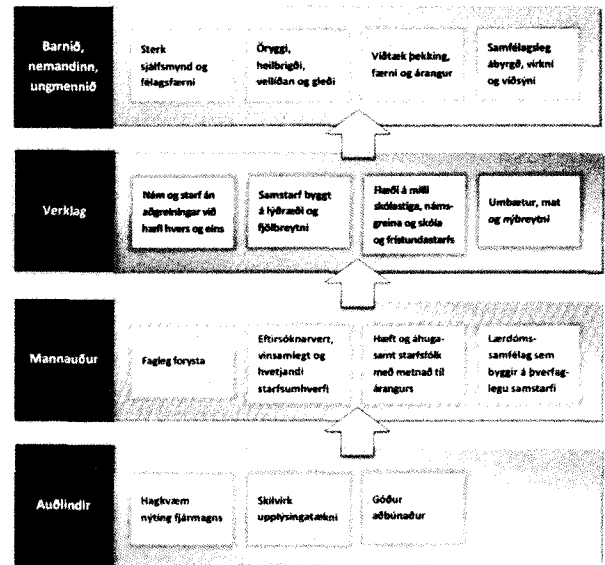 Barnið,
nemandinn,
ungmennið
Sterk
sjálfsmynd og
félagsfærni
Öryggi,
heilbrigði,
vellíðan og gleði
Víðtæk þekking,
færni og árangur
Samfélagsleg
ábyrgð, virkni
og víðsýni
Verklag
Nám og starf án
aðgreiningar við
hæfi hvers og eins
Samstarf byggt
á lýðræði og
fjölbreytni
Flæði á milli
skólastiga, náms-
greina og skóla
og frístundastarfs
Umbætur, mat
og nýbreytni
Mannauður
Fagleg forysta
Eftirsóknarvert,
vinsamlegt og
hvetjandi
starfsumhverfi
Hæft og áhuga-
samt starfsfólk
með metnað til
árangurs
Lærdóms-
samfélag sem
byggir á þverfag-
legu samstarfi
Auðlindir
Hagkvæm
nýting fjármagns
Skilvirk
upplýsingatækni
Góður
aðbúnaður